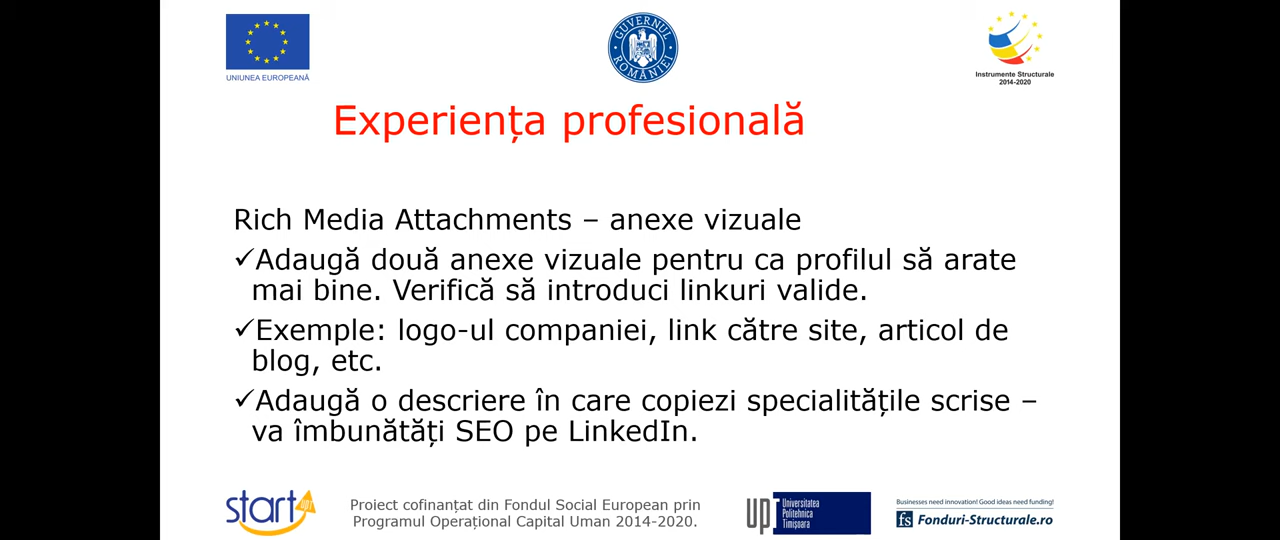 UNIUNEA EUROPEANĂ
GUVERNUL ROMÂNIEI
Instrumente Structurale
2014-2020
Experiența profesională
Rich Media Attachments – anexe vizuale
✓Adaugă două anexe vizuale pentru ca profilul să arate
mai bine. Verifică să introduci linkuri valide.
✓Exemple: logo-ul companiei, link către site, articol de
blog, etc.
✓Adaugă o descriere în care copiezi specialitățile scrise –
va îmbunătăți SEO pe LinkedIn.
start upt
Proiect cofinanțat din Fondul Social European prin
Programul Operațional Capital Uman 2014-2020.
UPT
Universitatea
Politehnica
Timișoara
Businesses need innovation! Good ideas need funding!
fs Fonduri-Structurale.ro